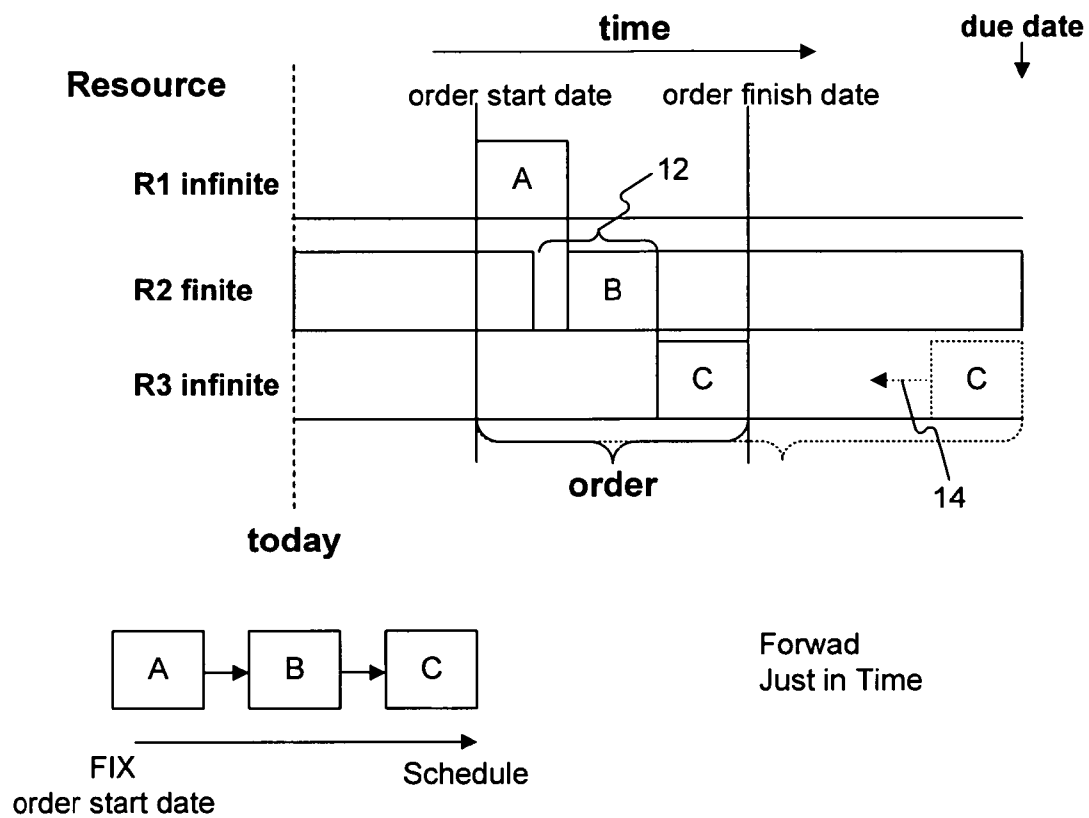 time
due date
Resource
order start date
order finish date
R1 infinite
A
12
R2 finite
B
R3 infinite
C
C
order
14
today
A
B
C
Forwad
Just in Time
FIX
Schedule
order start date